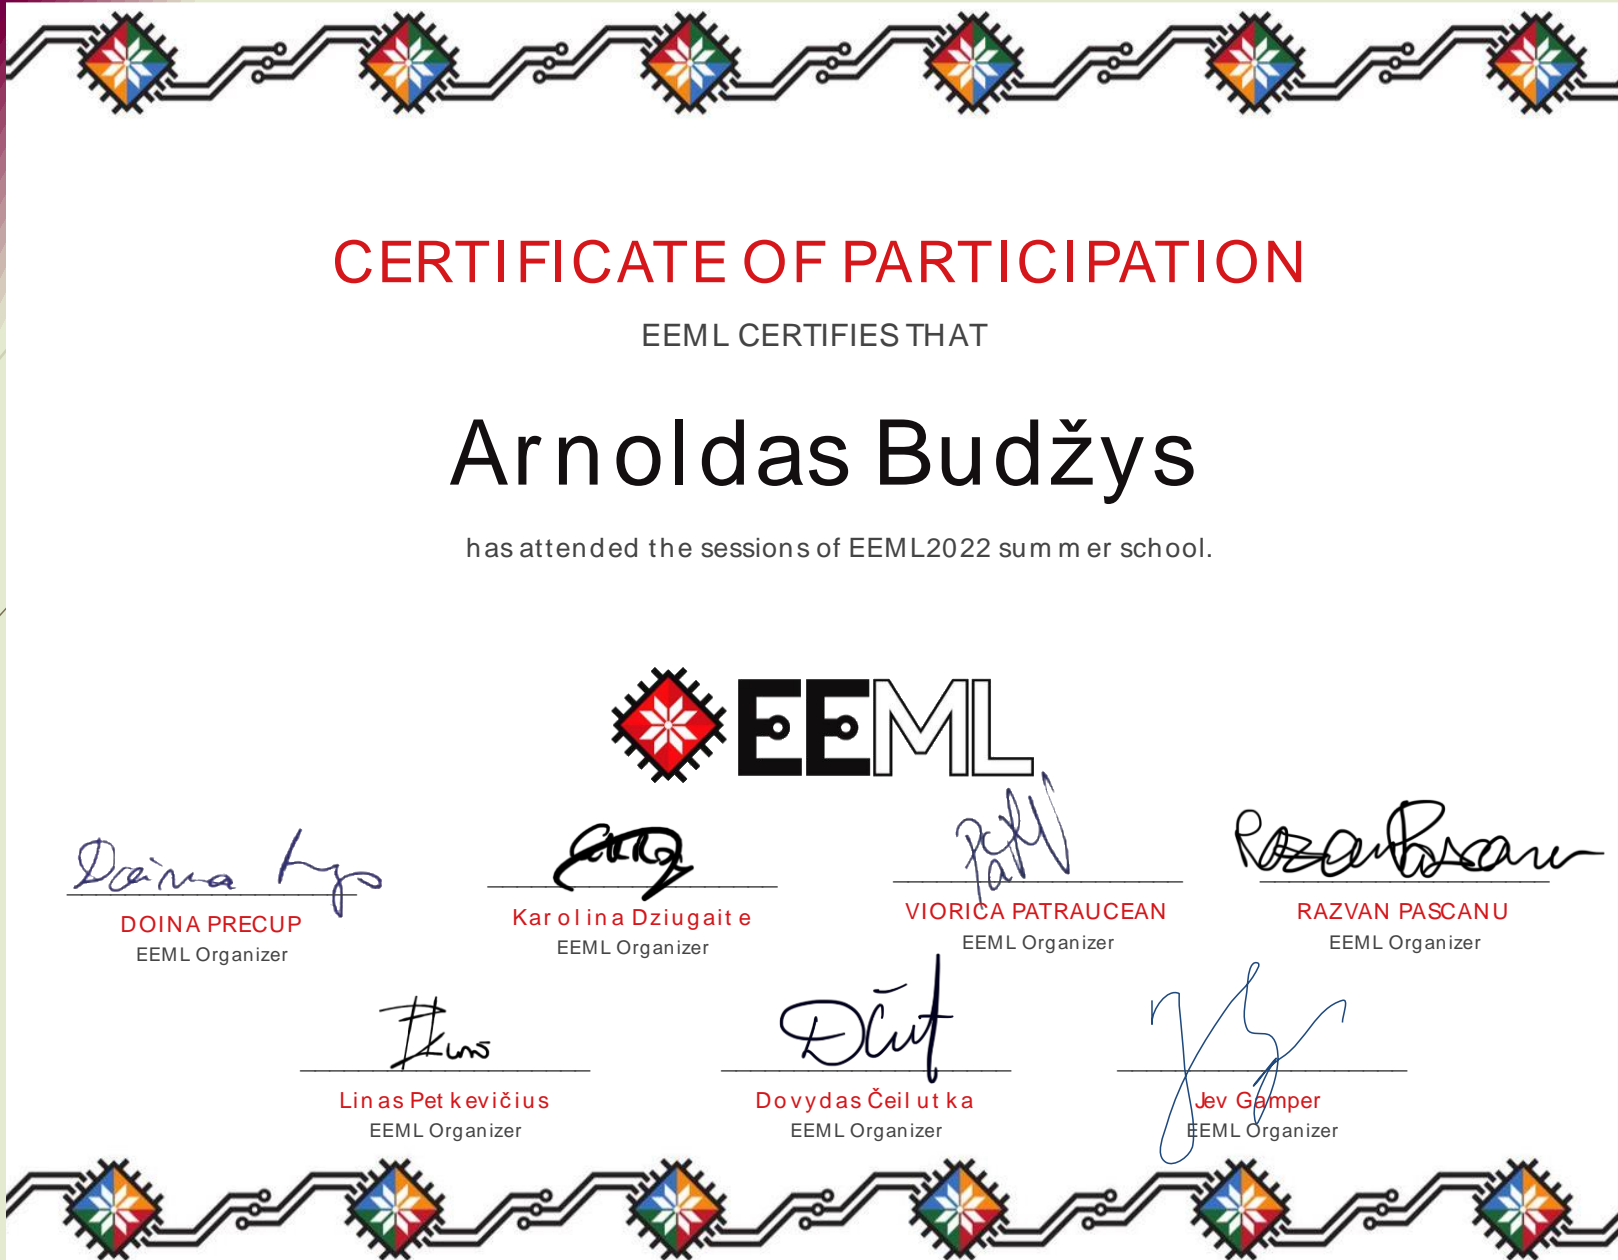 CERTIFICATE OF PARTICIPATION
EEML CERTIFIES THAT
Arnoldas Budžys
has attended the sessions of EEML2022 summer school.
EEML
DOINA PRECUP
EEML Organizer
Karolina Dziugaite
EEML Organizer
VIORICA PATRAUCEAN
EEML Organizer
RAZVAN PASCANU
EEML Organizer
Linas Petkevičius
EEML Organizer
Dovydas Čeilutka
EEML Organizer
Jev Gamper
EEML Organizer